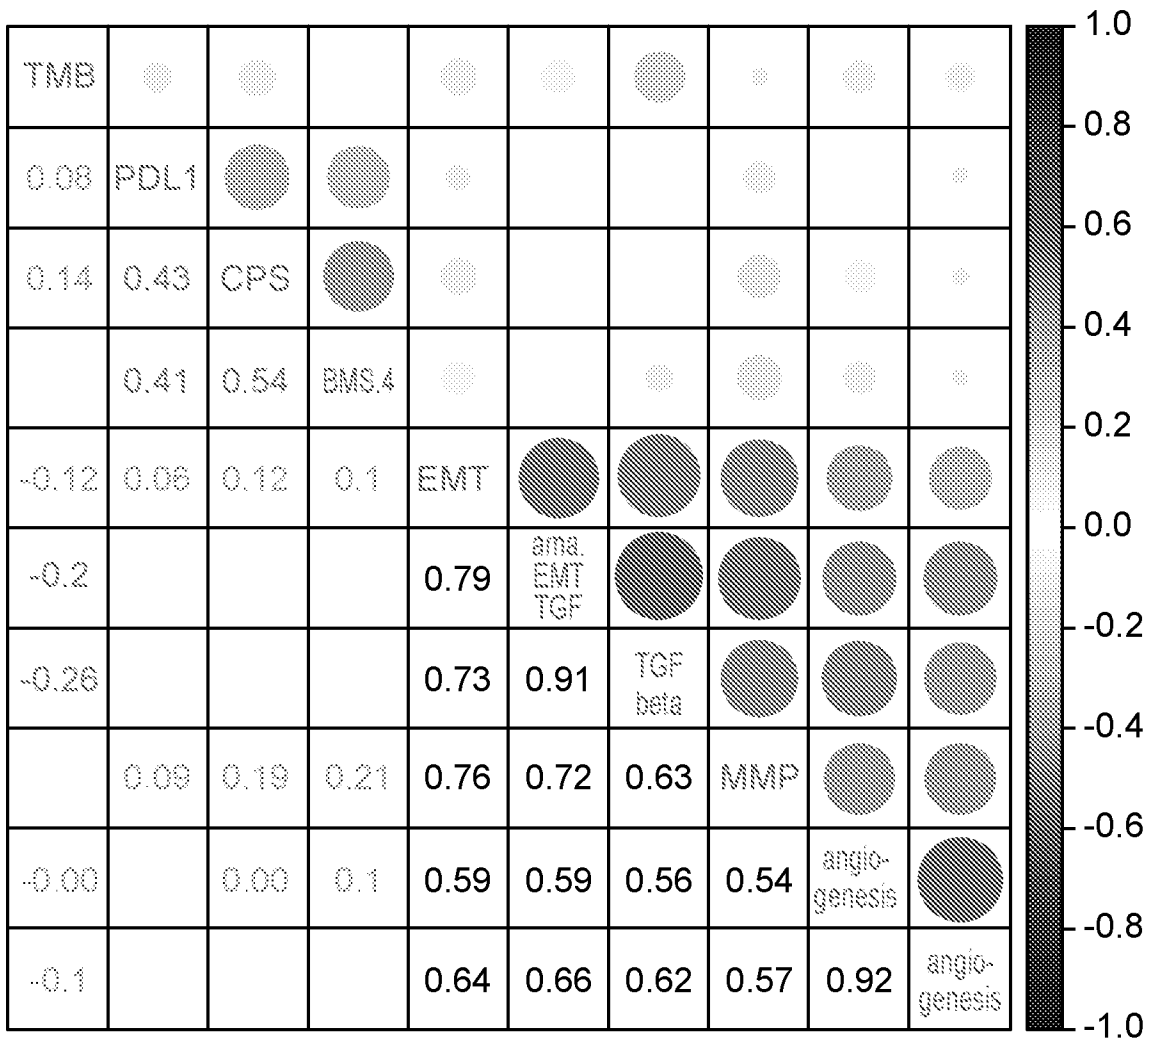 TMB
0.08 PDL1
0.14 0.43 CPS
0.41 0.54 BMS.4
-0.12 0.06 0.12 0.1 EMT
-0.2 0.79 ama.
EMT
TGF
-0.26 0.73 0.91 TGF
beta
0.09 0.19 0.21 0.76 0.72 0.63 MMP
-0.00 0.00 0.1 0.59 0.59 0.56 0.54 angio-
genesis
-0.1 0.64 0.66 0.62 0.57 0.92 angio-
genesis
1.0
0.8
0.6
0.4
0.2
0.0
-0.2
-0.4
-0.6
-0.8
-1.0